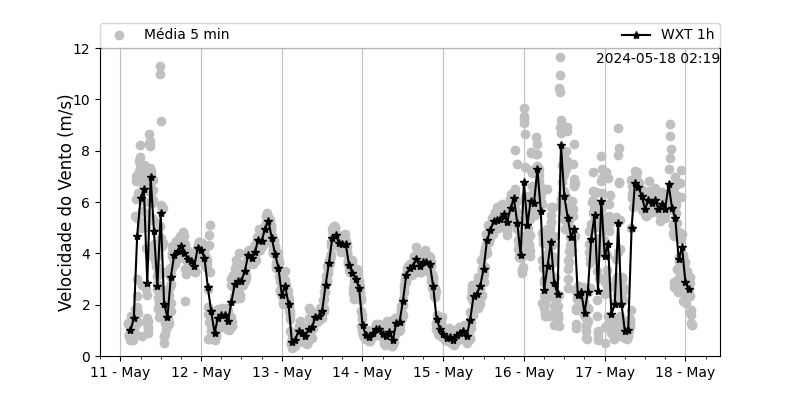 Média 5 min
WXT 1h
2024-05-18 02:19
Velocidade do Vento (m/s)
12
10
8
6
4
2
0
11 - May 12 - May 13 - May 14 - May 15 - May 16 - May 17 - May 18 - May